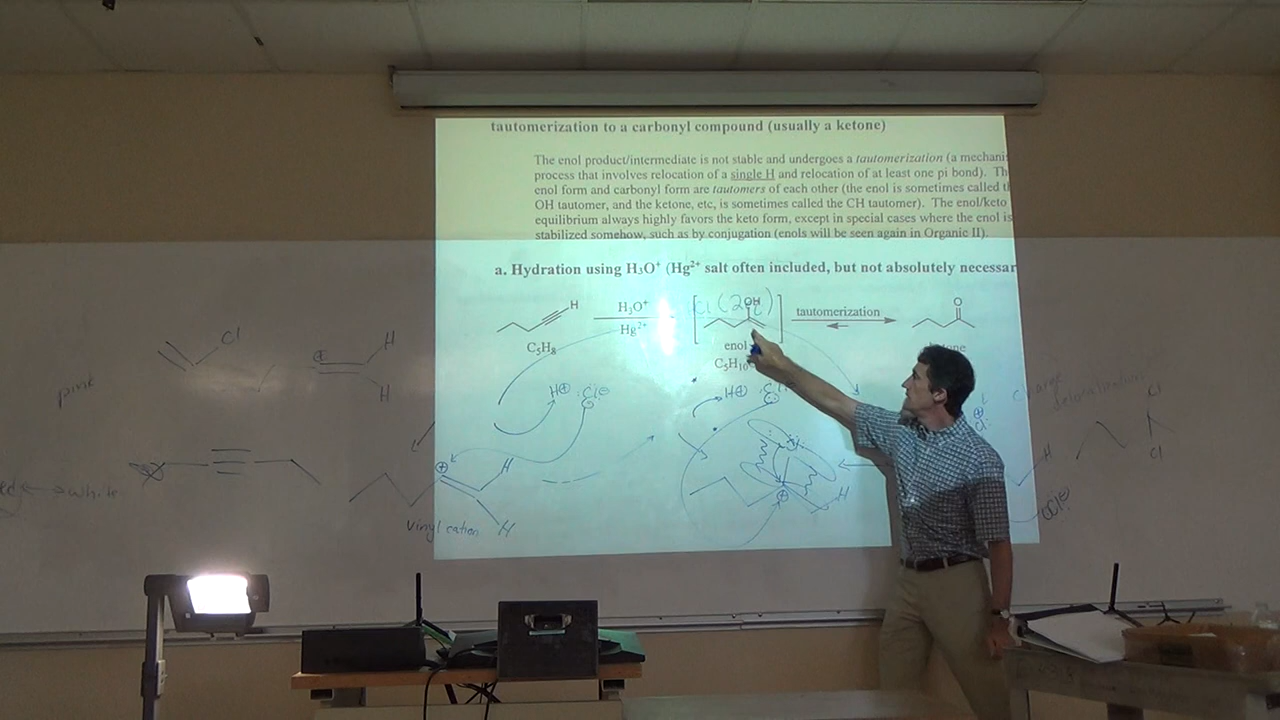 tautomerization to a carbonyl compound (usually a ketone)
The enol product/intermediate is not stable and undergoes a tautomerization (a mechani
process that involves relocation of a single H and relocation of at least one pi bond). Th
enol form and carbonyl form are tautomers of each other (the enol is sometimes called t
OH tautomer, and the ketone, etc, is sometimes called the CH tautomer). The enol/keto
equilibrium always highly favors the keto form, except in special cases where the enol is
stabilized somehow, such as by conjugation (enols will be seen again in Organic II).
a. Hydration using H₃O⁺ (Hg²⁺ salt often included, but not absolutely necessar
H
H₃O⁺
Hg²⁺
C₅H₈
OH
enol
C₅H₁₀
tautomerization
O
Cl
⊕
H
H
pink
white
H⊕ :Cl⊖
H⊕ :Cl
⊕
H
H
vinyl cation
⊕
H
charge
delocalization
Cl
Cl
H